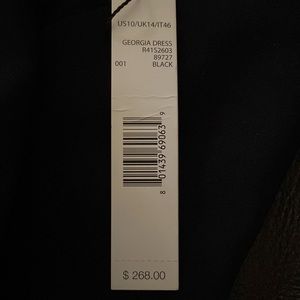 US10/UK14/IT46
GEORGIA DRESS
R4152603
89727
001 BLACK
8 01439 69063 9
$ 268.00